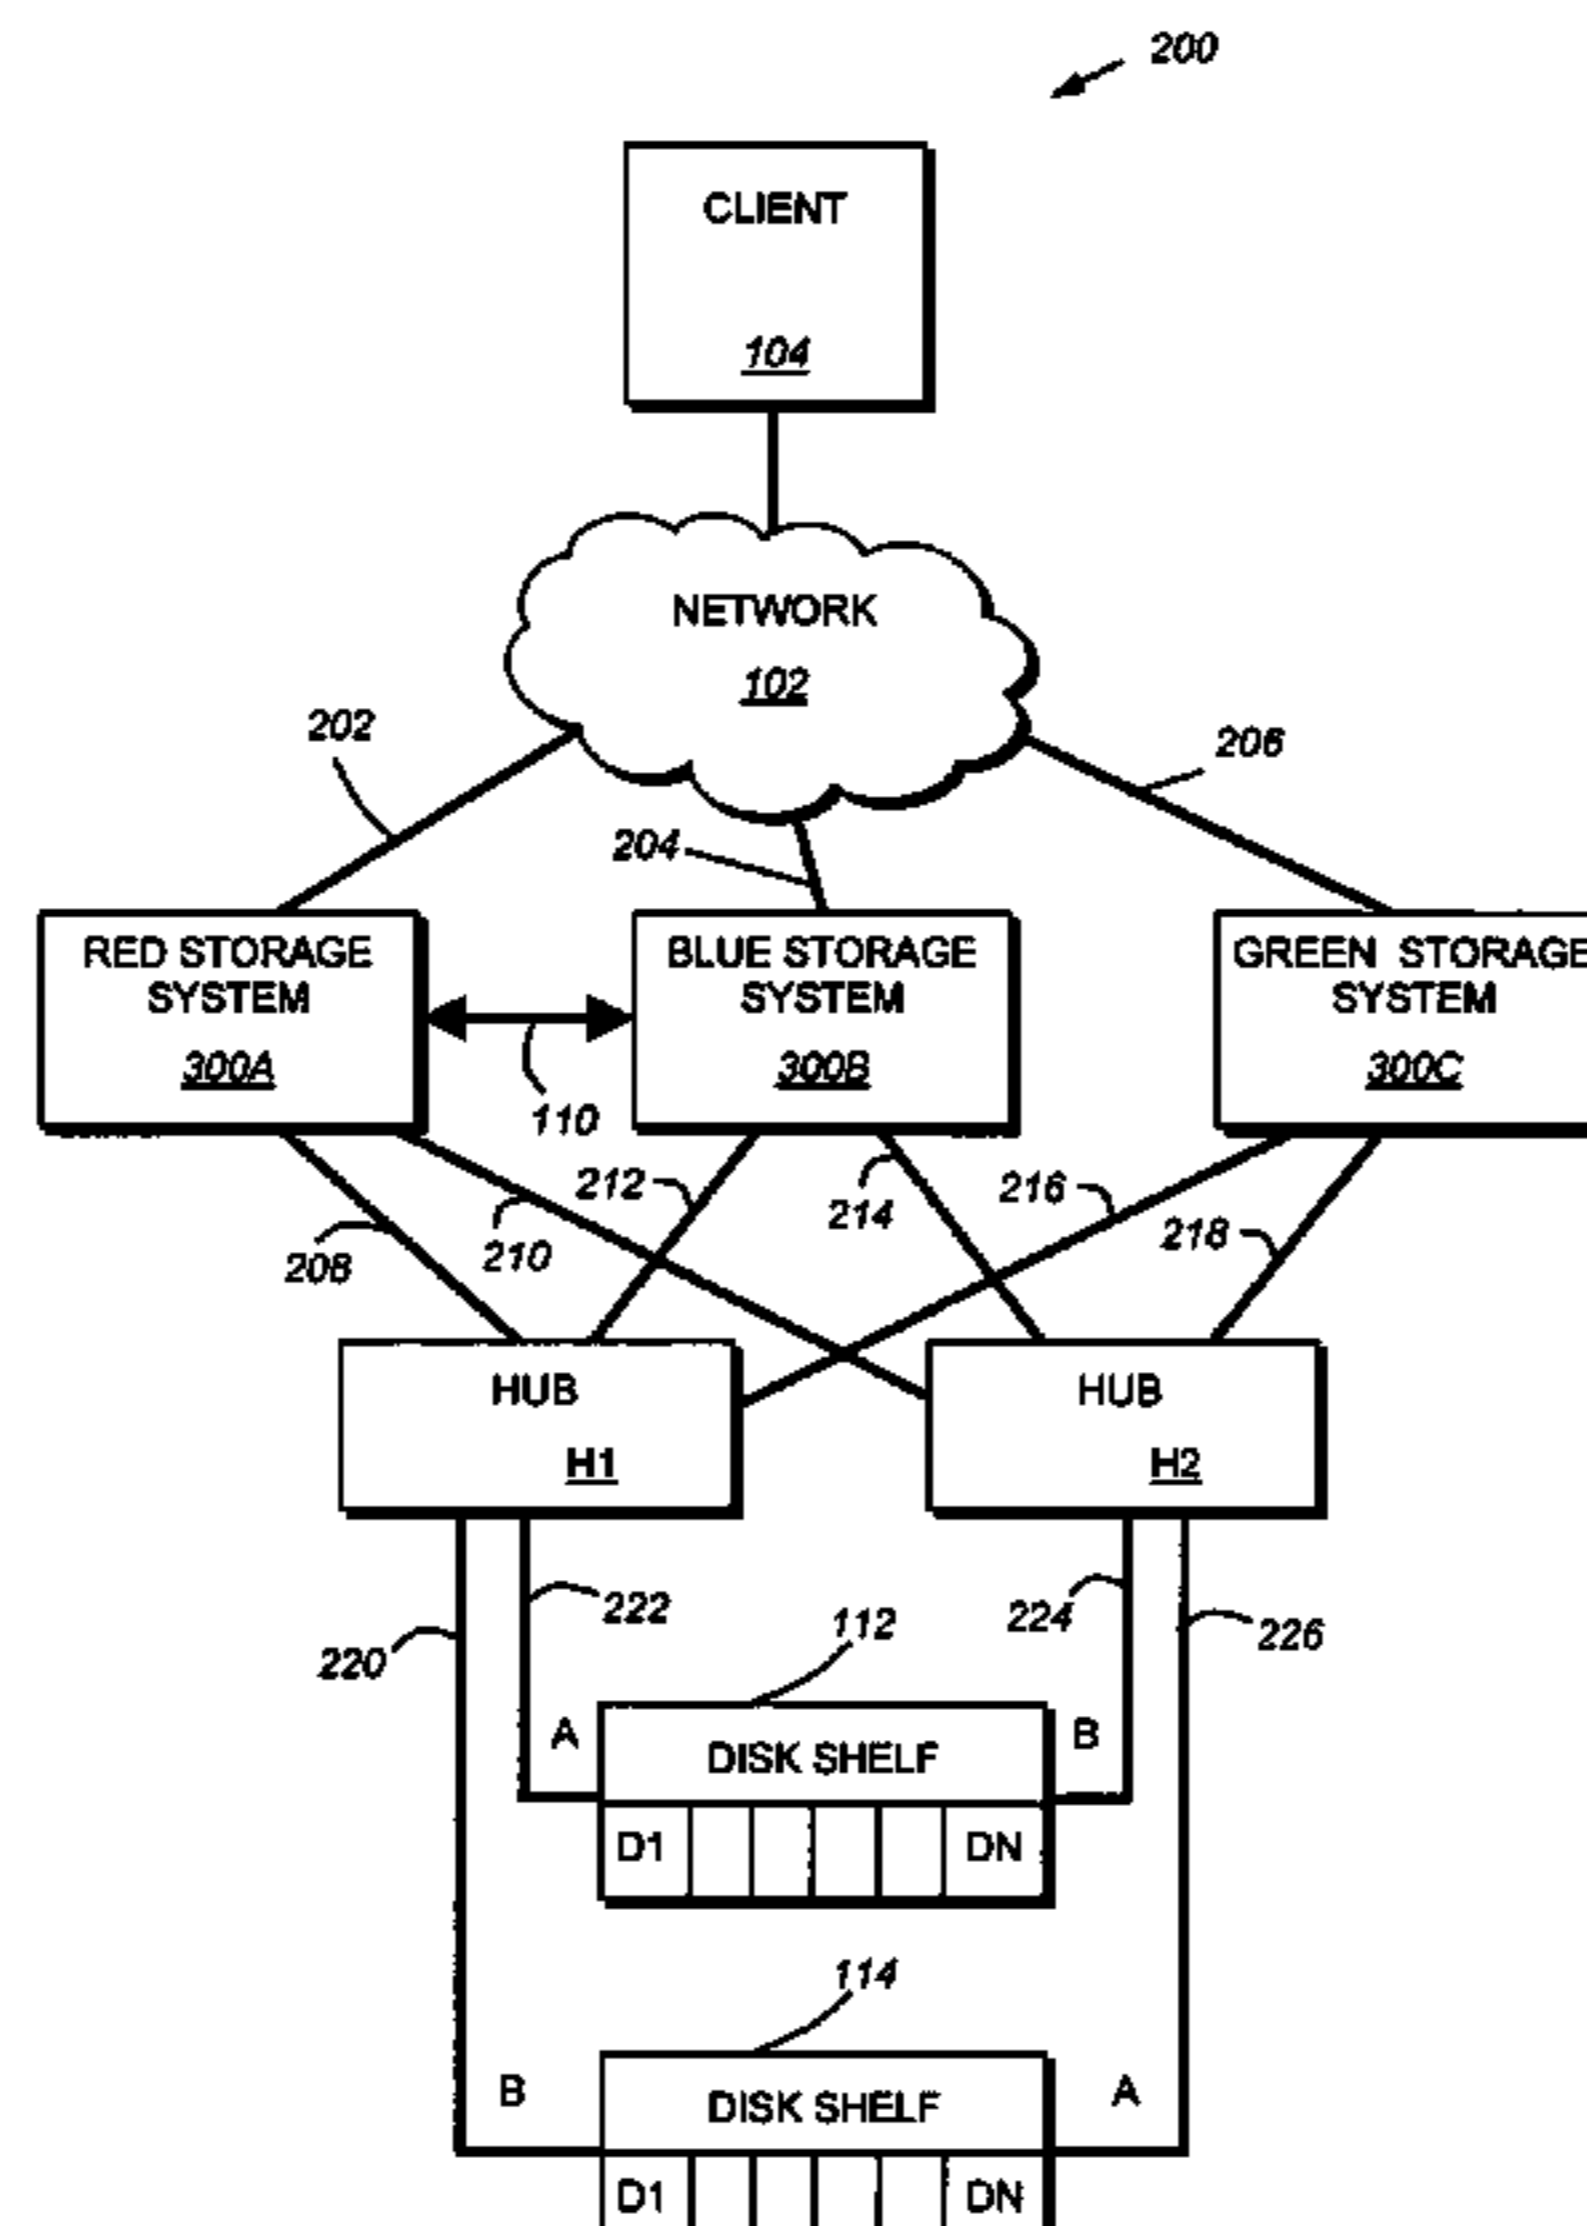 200
CLIENT
104
NETWORK
102
202
206
204
RED STORAGE
SYSTEM
300A
BLUE STORAGE
SYSTEM
300B
GREEN STORAGE
SYSTEM
300C
110
212
214
216
218
208
210
HUB
H1
HUB
H2
222
224
112
220
226
A
DISK SHELF
B
D1
DN
114
B
DISK SHELF
A
D1
DN